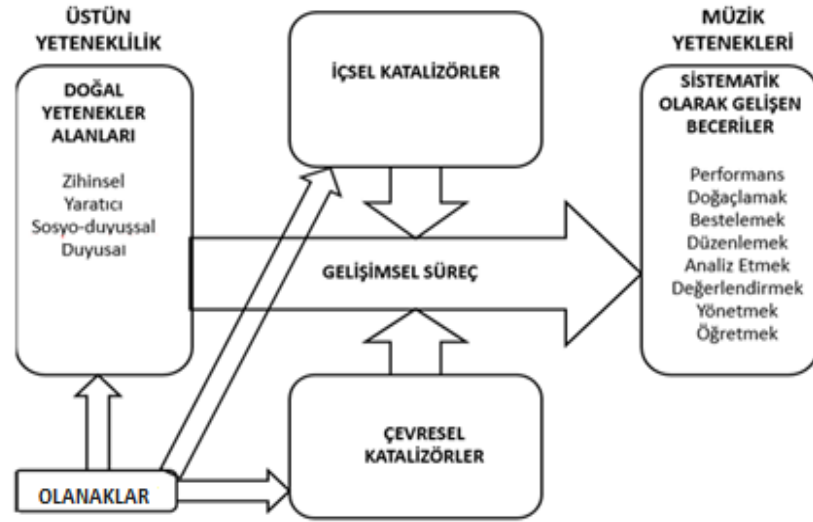 ÜSTÜN
YETENEKLİLİK
DOĞAL
YETENEKLER
ALANLARI
Zihinsel
Yaratıcı
Sosyo-duyuşsal
Duyusal
İÇSEL KATALİZÖRLER
GELİŞİMSEL SÜREÇ
ÇEVRESEL
KATALİZÖRLER
OLANAKLAR
MÜZİK
YETENEKLERİ
SİSTEMATİK
OLARAK GELİŞEN
BECERİLER
Performans
Doğaçlamak
Bestelemek
Düzenlemek
Analiz Etmek
Değerlendirmek
Yönetmek
Öğretmek